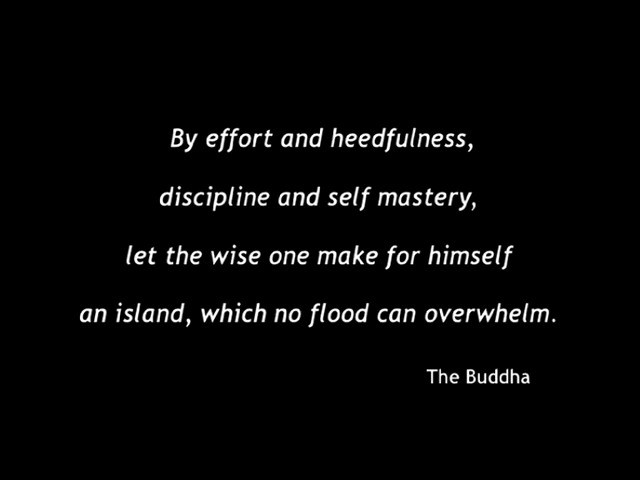 By effort and heedfulness,
discipline and self mastery,
let the wise one make for himself
an island, which no flood can overwhelm.
The Buddha